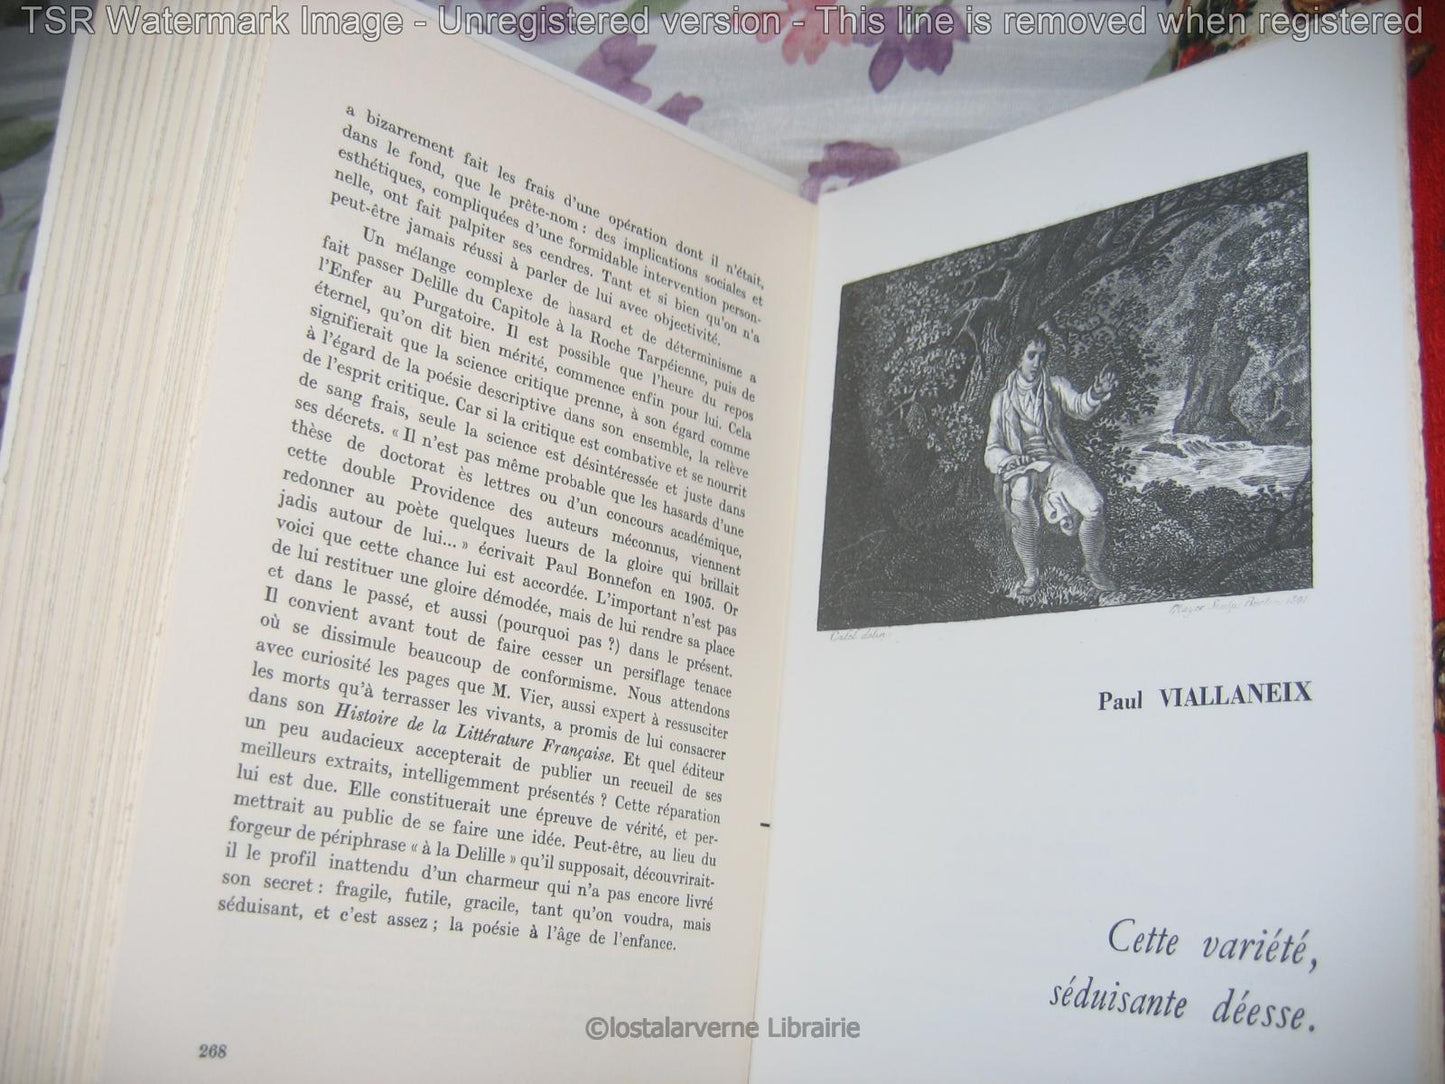 TSR Watermark Image - Unregistered version - This line is removed when registered
a bizarrement fait les frais d'une opération dont il n'était,
dans le fond, que le prête-nom : des implications sociales et
esthétiques, compliquées d'une formidable intervention person-
nelle, ont fait palpiter ses cendres. Tant et si bien qu'on n'a
peut-être jamais réussi à parler de lui avec objectivité.
Un mélange complexe de hasard et de déterminisme a
fait passer Delille du Capitole à la Roche Tarpéienne, puis de
l'Enfer au Purgatoire. Il est possible que l'heure du repos
éternel, qu'on dit bien mérité, commence enfin pour lui. Cela
signifierait que la science critique prenne, à son égard comme
à l'égard de la poésie descriptive dans son ensemble, la relève
de l'esprit critique. Car si la critique est combative et se nourrit
de sang frais, seule la science est désintéressée et juste dans
ses décrets. « Il n'est pas même probable que les hasards d'une
thèse de doctorat ès lettres ou d'un concours académique,
cette double Providence des auteurs méconnus, viennent
redonner au poète quelques lueurs de la gloire qui brillait
jadis autour de lui... » écrivait Paul Bonnefon en 1905. Or
voici que cette chance lui est accordée. L'important n'est pas
de lui restituer une gloire démodée, mais de lui rendre sa place
et dans le passé, et aussi (pourquoi pas ?) dans le présent.
Il convient avant tout de faire cesser un persiflage tenace
où se dissimule beaucoup de conformisme. Nous attendons
avec curiosité les pages que M. Vier, aussi expert à ressusciter
les morts qu'à terrasser les vivants, a promis de lui consacrer
dans son Histoire de la Littérature Française. Et quel éditeur
un peu audacieux accepterait de publier un recueil de ses
meilleurs extraits, intelligemment présentés ? Cette réparation
lui est due. Elle constituerait une épreuve de vérité, et per-
mettrait au public de se faire une idée. Peut-être, au lieu du
forgeur de périphrase « à la Delille » qu'il supposait, découvrirait-
il le profil inattendu d'un charmeur qui n'a pas encore livré
son secret : fragile, futile, gracile, tant qu'on voudra, mais
séduisant, et c'est assez ; la poésie à l'âge de l'enfance.
268
Paul VIALLANEIX
Cette variété,
séduisante déesse.
©lostalarverne Librairie